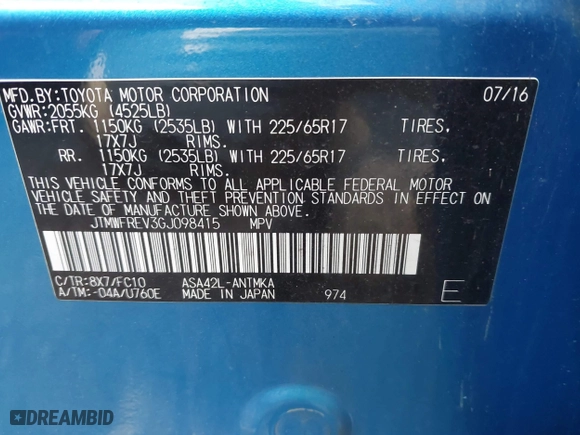 MFD.BY:TOYOTA MOTOR CORPORATION 07/16
GVWR:2055KG (4525LB)
GAWR:FRT. 1150KG (2535LB) WITH 225/65R17 TIRES,
17X7J RIMS.
RR. 1150KG (2535LB) WITH 225/65R17 TIRES,
17X7J RIMS.
THIS VEHICLE CONFORMS TO ALL APPLICABLE FEDERAL MOTOR
VEHICLE SAFETY AND THEFT PREVENTION STANDARDS IN EFFECT ON
THE DATE OF MANUFACTURE SHOWN ABOVE.
JTMWFREV3GJ098415 MPV
C/TR:8X7/FC10 ASA42L-ANTMKA
A/TM:-04A/U760E MADE IN JAPAN 974 E
DREAMBID